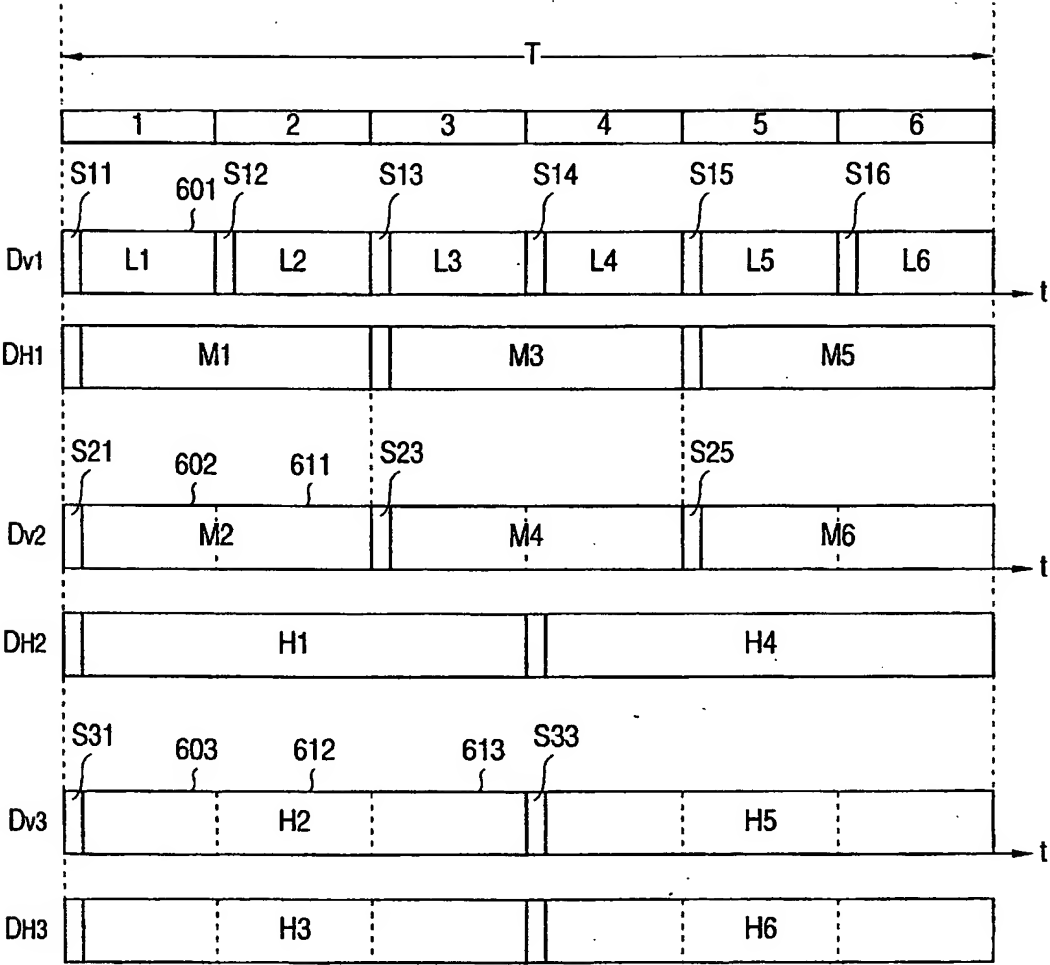 T
1 2 3 4 5 6
S11 601 S12 S13 S14 S15 S16
Dv1 L1 L2 L3 L4 L5 L6 t
DH1 M1 M3 M5
S21 602 611 S23 S25
Dv2 M2 M4 M6 t
DH2 H1 H4
S31 603 612 613 S33
Dv3 H2 H5 t
DH3 H3 H6